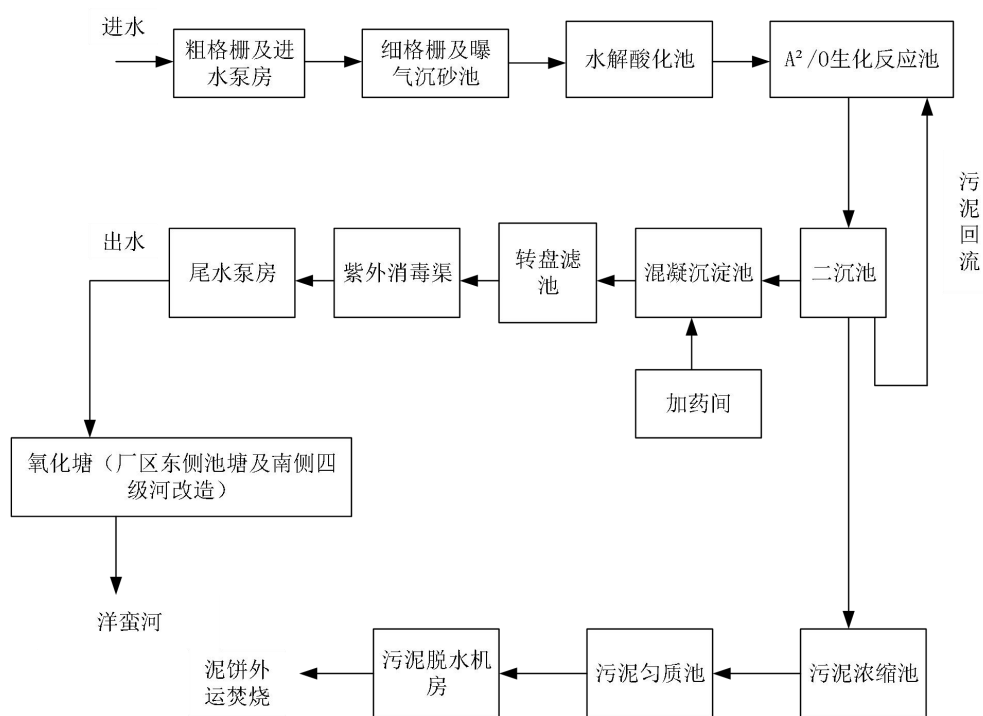 进水
粗格栅及进
水泵房
细格栅及曝
气沉砂池
水解酸化池
A²/O生化反应池
污
泥
回
流
出水
尾水泵房
紫外消毒渠
转盘滤
池
混凝沉淀池
二沉池
加药间
氧化塘（厂区东侧池塘及南侧四
级河改造）
洋蛮河
泥饼外
运焚烧
污泥脱水机
房
污泥匀质池
污泥浓缩池